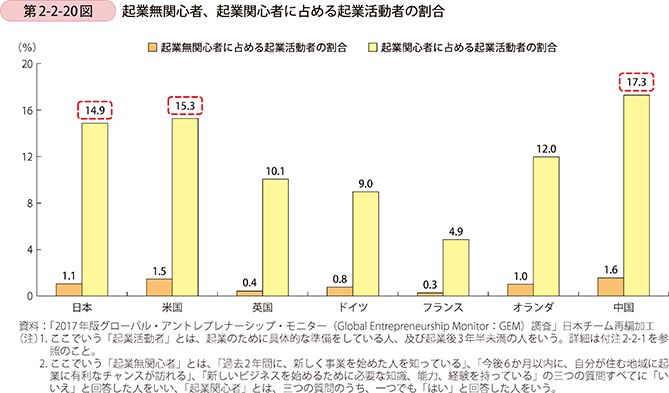 第2-2-20図 起業無関心者、起業関心者に占める起業活動者の割合
（％） 起業無関心者に占める起業活動者の割合 起業関心者に占める起業活動者の割合
20
16
12
8
4
0
1.1 14.9
1.5 15.3
0.4 10.1
0.8 9.0
0.3 4.9
1.0 12.0
1.6 17.3
日本 米国 英国 ドイツ フランス オランダ 中国
資料：「2017年版グローバル・アントレプレナーシップ・モニター（Global Entrepreneurship Monitor：GEM）調査」日本チーム再編加工
（注）1. ここでいう「起業活動者」とは、起業のために具体的な準備をしている人、及び起業後3年半未満の人をいう。詳細は付注2-2-1を参
照のこと。
2. ここでいう「起業無関心者」とは、「過去2年間に、新しく事業を始めた人を知っている」、「今後6か月以内に、自分が住む地域に起
業に有利なチャンスが訪れる」、「新しいビジネスを始めるために必要な知識、能力、経験を持っている」の三つの質問すべてに「い
いえ」と回答した人をいい、「起業関心者」とは、三つの質問のうち、一つでも「はい」と回答した人をいう。